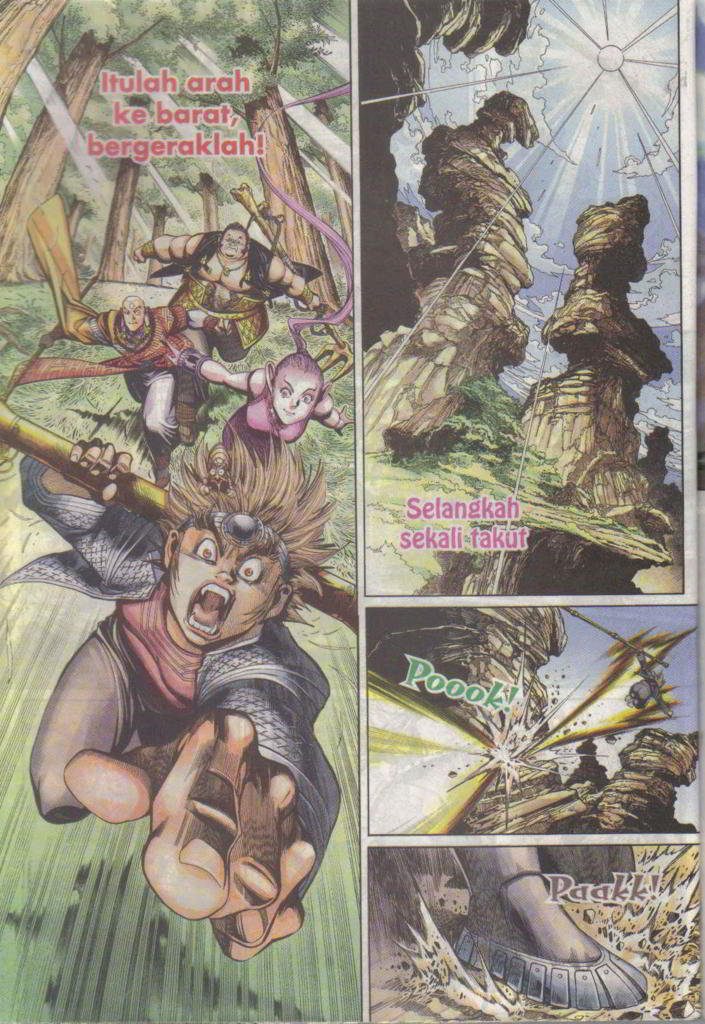 Itulah arah
ke barat,
bergeraklah!
Selangkah
sekali takut
Poook!
Paakk!